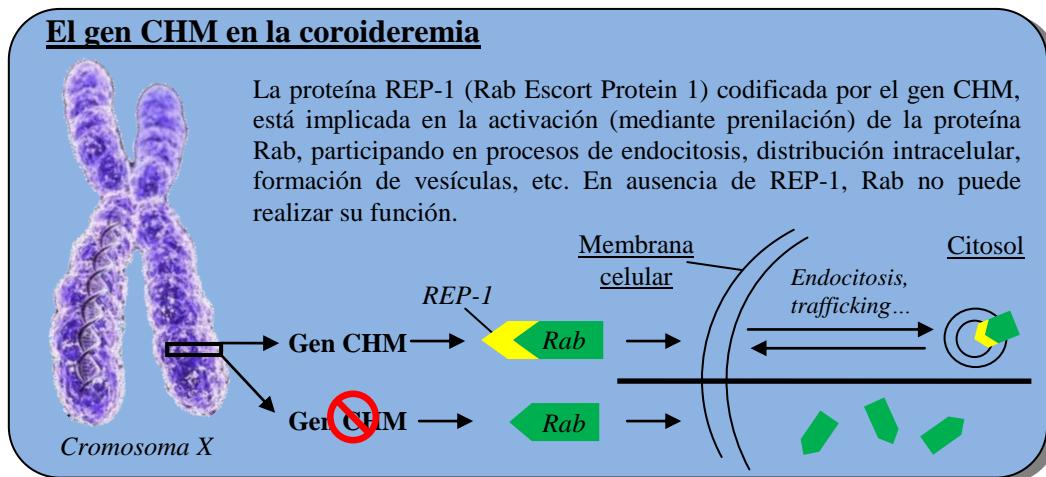 El gen CHM en la coroideremia
La proteína REP-1 (Rab Escort Protein 1) codificada por el gen CHM,
está implicada en la activación (mediante prenilación) de la proteína
Rab, participando en procesos de endocitosis, distribución intracelular,
formación de vesículas, etc. En ausencia de REP-1, Rab no puede
realizar su función.
Membrana
celular
Citosol
Endocitosis,
trafficking…
REP-1
Gen CHM
Rab
Gen CHM
Rab
Cromosoma X